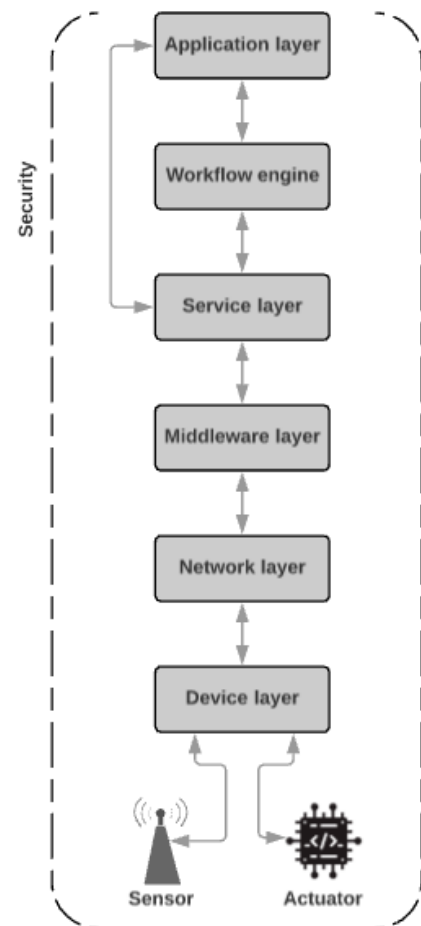 Application layer
Security
Workflow engine
Service layer
Middleware layer
Network layer
Device layer
</>
Sensor
Actuator